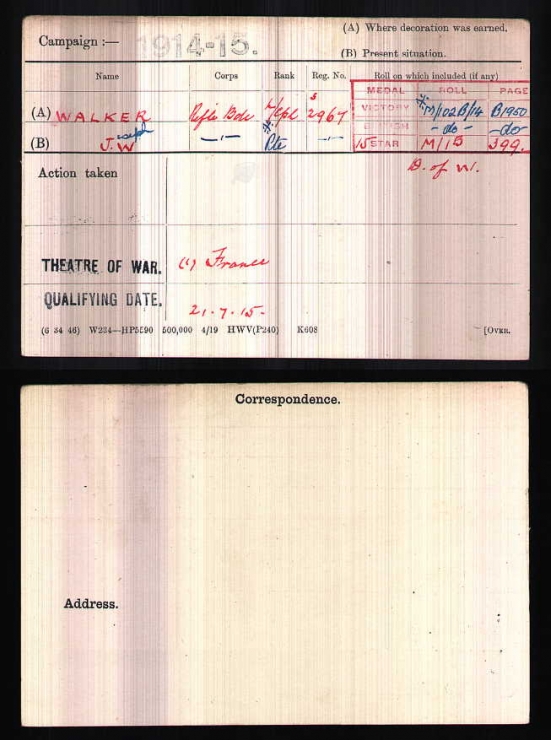 Campaign :— 1914-15.
(A) Where decoration was earned.
(B) Present situation.
Name Corps Rank Reg. No. Roll on which included (if any)
MEDAL ROLL PAGE
(A) WALKER Rifle Bde L/Cpl S 2967 VICTORY M/102B/14 B1950
(B) J.W Joseph —"— Pte —"— -do- -do-
15 STAR M/15 399.
Action taken D. of W.
THEATRE OF WAR. (1) France
QUALIFYING DATE. 21.7.15.
(6 34 46) W234—HP5590 500,000 4/19 HWV(P240) K608 [OVER.
Correspondence.
Address.